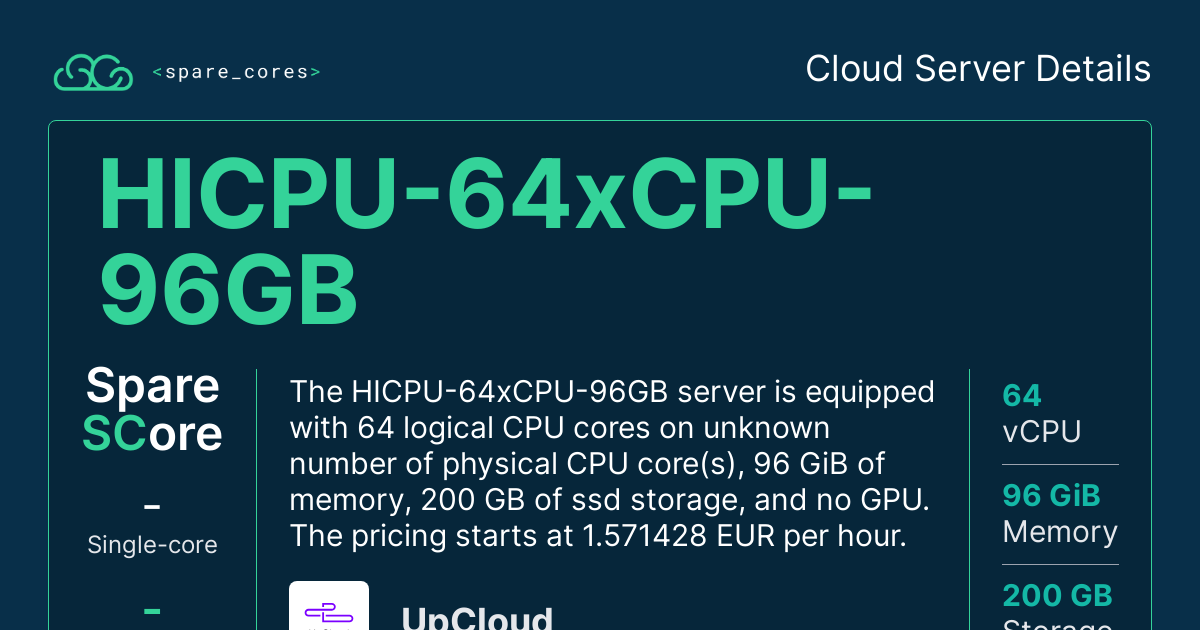 <spare_cores>
Cloud Server Details
HICPU-64xCPU-
96GB
Spare
SCore
–
Single-core
–
The HICPU-64xCPU-96GB server is equipped
with 64 logical CPU cores on unknown
number of physical CPU core(s), 96 GiB of
memory, 200 GB of ssd storage, and no GPU.
The pricing starts at 1.571428 EUR per hour.
UpCloud
64
vCPU
96 GiB
Memory
200 GB
Storage